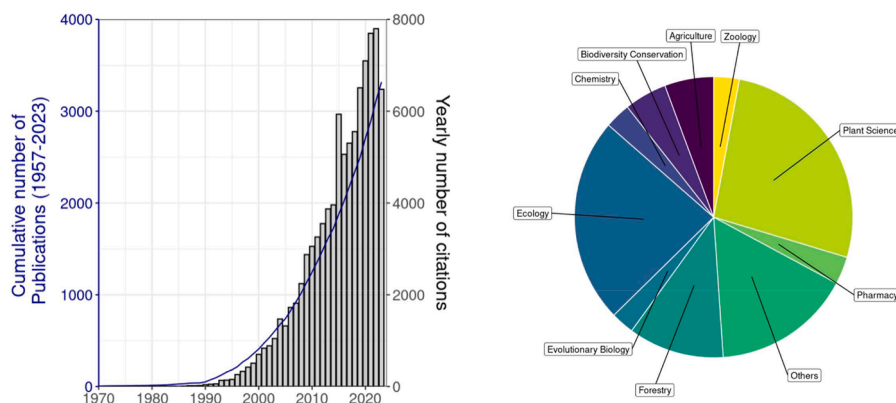 4000
3000
2000
1000
0
Cumulative number of
Publications (1957-2023)
8000
6000
4000
2000
0
Yearly number of citations
1970 1980 1990 2000 2010 2020
Agriculture
Zoology
Biodiversity Conservation
Chemistry
Plant Science
Ecology
Pharmacy
Evolutionary Biology
Others
Forestry